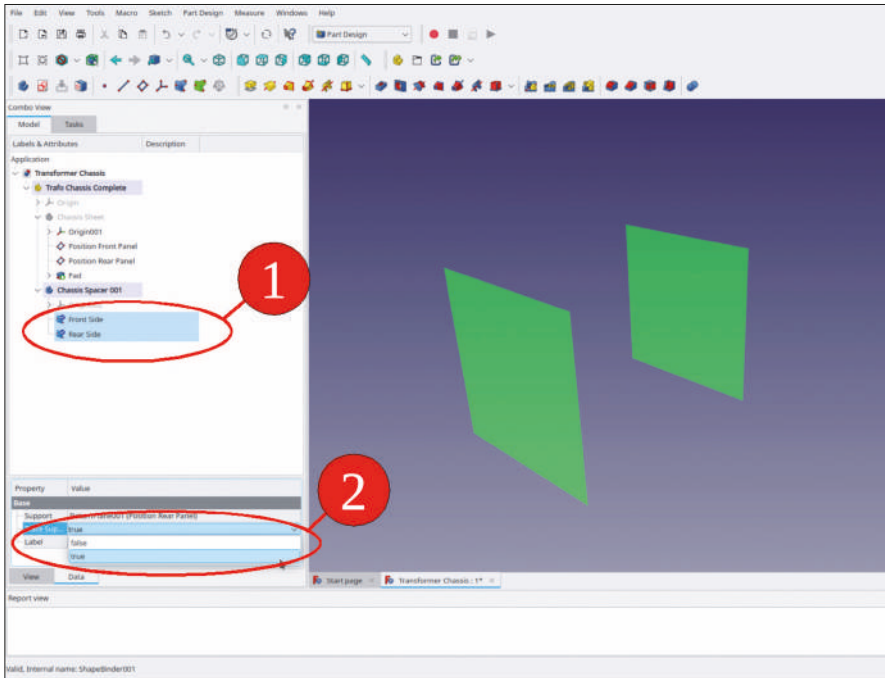 File Edit View Tools Macro Sketch Part Design Measure Windows Help
Part Design
Combo View
Model Tasks
Labels & Attributes Description
Application
Transformer Chassis
Trafo Chassis Complete
Origin
Chassis Sheet
Origin001
Position Front Panel
Position Rear Panel
Pad
Chassis Spacer 001
1
Front Side
Rear Side
Property Value
Base
Support (Position Rear Panel)
true
Label false
true
2
View Data
Start page Transformer Chassis : 1*
Report view
Valid, Internal name: ShapeBinder001